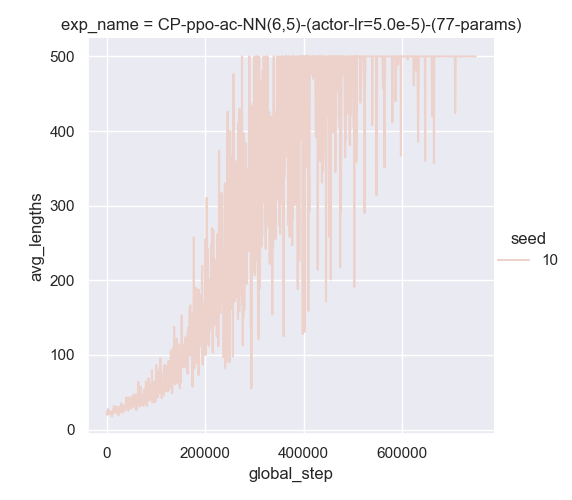 exp_name = CP-ppo-ac-NN(6,5)-(actor-lr=5.0e-5)-(77-params)
500
400
300
200
100
0
avg_lengths
0 200000 400000 600000
global_step
seed
10